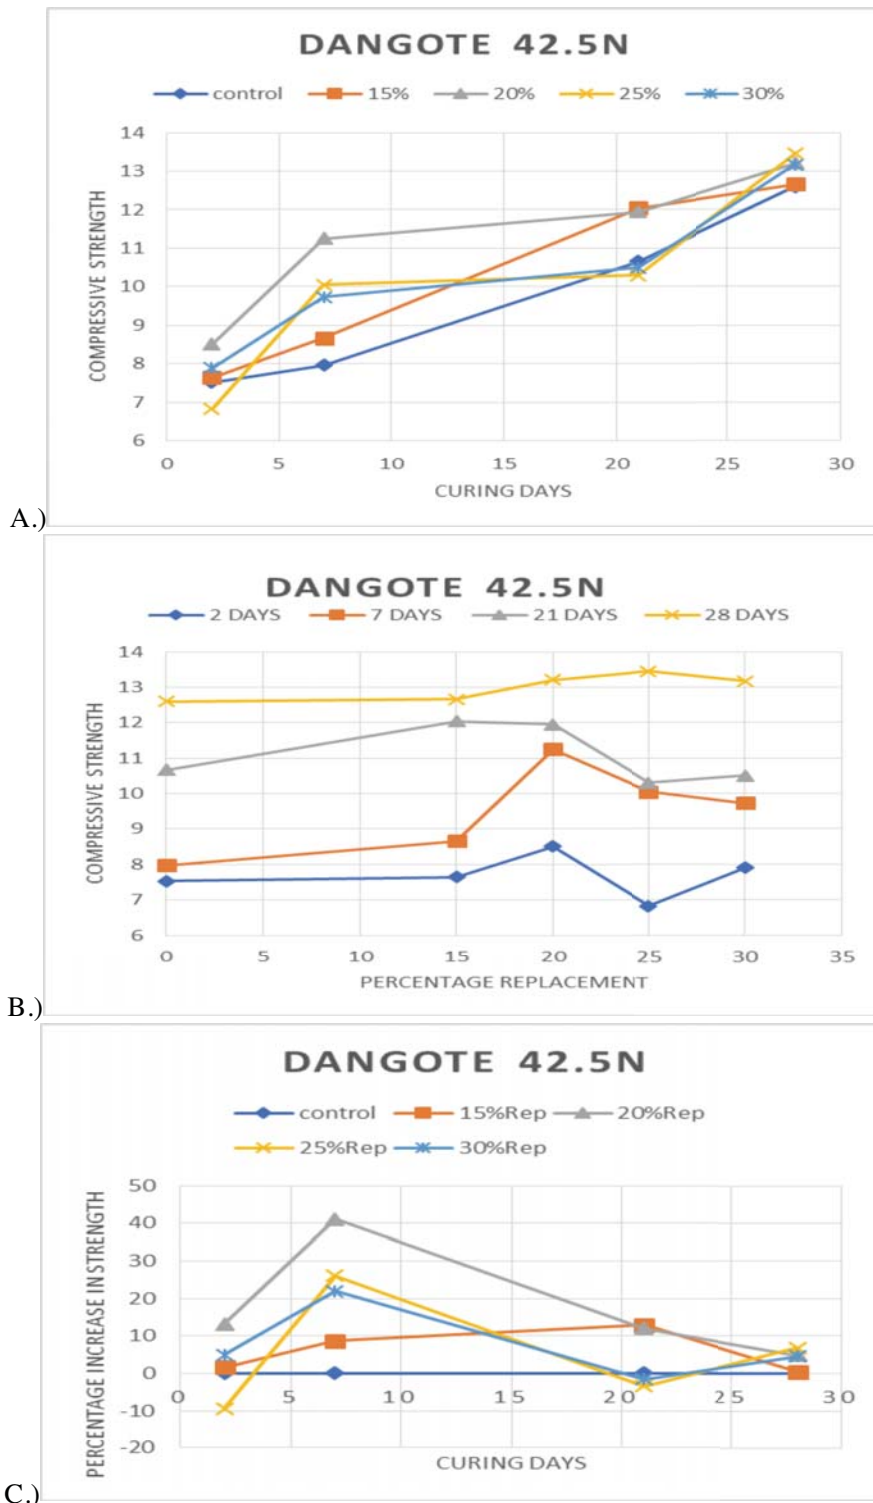 DANGOTE 42.5N
control 15% 20% 25% 30%
14
13
12
11
10
9
8
7
6
COMPRESSIVE STRENGTH
0 5 10 15 20 25 30
CURING DAYS
A.)
DANGOTE 42.5N
2 DAYS 7 DAYS 21 DAYS 28 DAYS
14
13
12
11
10
9
8
7
6
COMPRESSIVE STRENGTH
0 5 10 15 20 25 30 35
PERCENTAGE REPLACEMENT
B.)
DANGOTE 42.5N
control 15%Rep 20%Rep
25%Rep 30%Rep
50
40
30
20
10
0
-10
-20
PERCENTAGE INCREASE IN STRENGTH
0 5 10 15 20 25 30
CURING DAYS
C.)